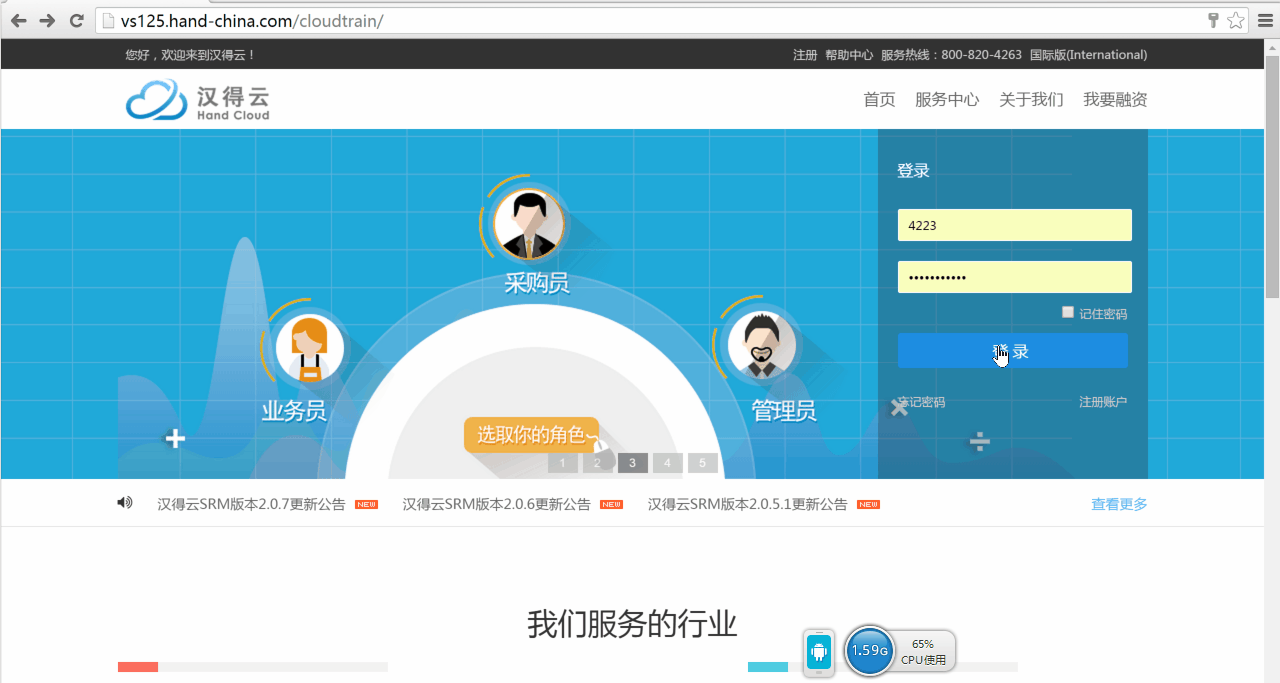 vs125.hand-china.com/cloudtrain/
您好，欢迎来到汉得云！
注册 帮助中心 服务热线：800-820-4263 国际版(International)
汉得云
Hand Cloud
首页 服务中心 关于我们 我要融资
登录
4223
•••••••••••
记住密码
登 录
忘记密码 注册账户
采购员
业务员
管理员
选取你的角色
1 2 3 4 5
汉得云SRM版本2.0.7更新公告 NEW 汉得云SRM版本2.0.6更新公告 NEW 汉得云SRM版本2.0.5.1更新公告 NEW 查看更多
我们服务的行业
1.59G
65%
CPU使用